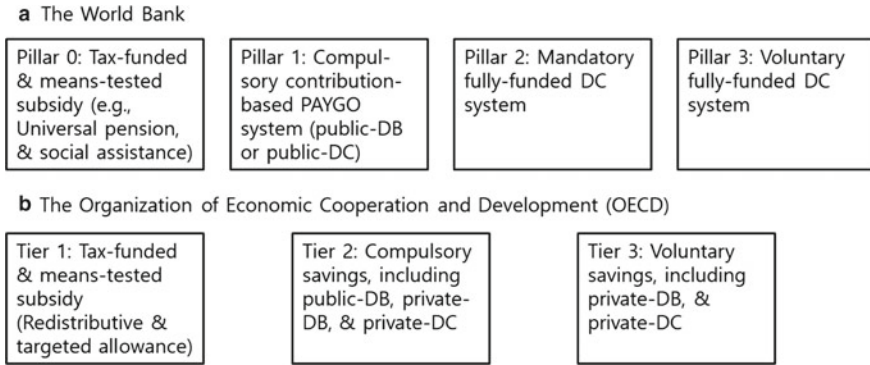 a The World Bank
Pillar 0: Tax-funded
& means-tested
subsidy (e.g.,
Universal pension,
& social assistance)
Pillar 1: Compul-
sory contribution-
based PAYGO
system (public-DB
or public-DC)
Pillar 2: Mandatory
fully-funded DC
system
Pillar 3: Voluntary
fully-funded DC
system
b The Organization of Economic Cooperation and Development (OECD)
Tier 1: Tax-funded
& means-tested
subsidy
(Redistributive &
targeted allowance)
Tier 2: Compulsory
savings, including
public-DB, private-
DB, & private-DC
Tier 3: Voluntary
savings, including
private-DB, &
private-DC